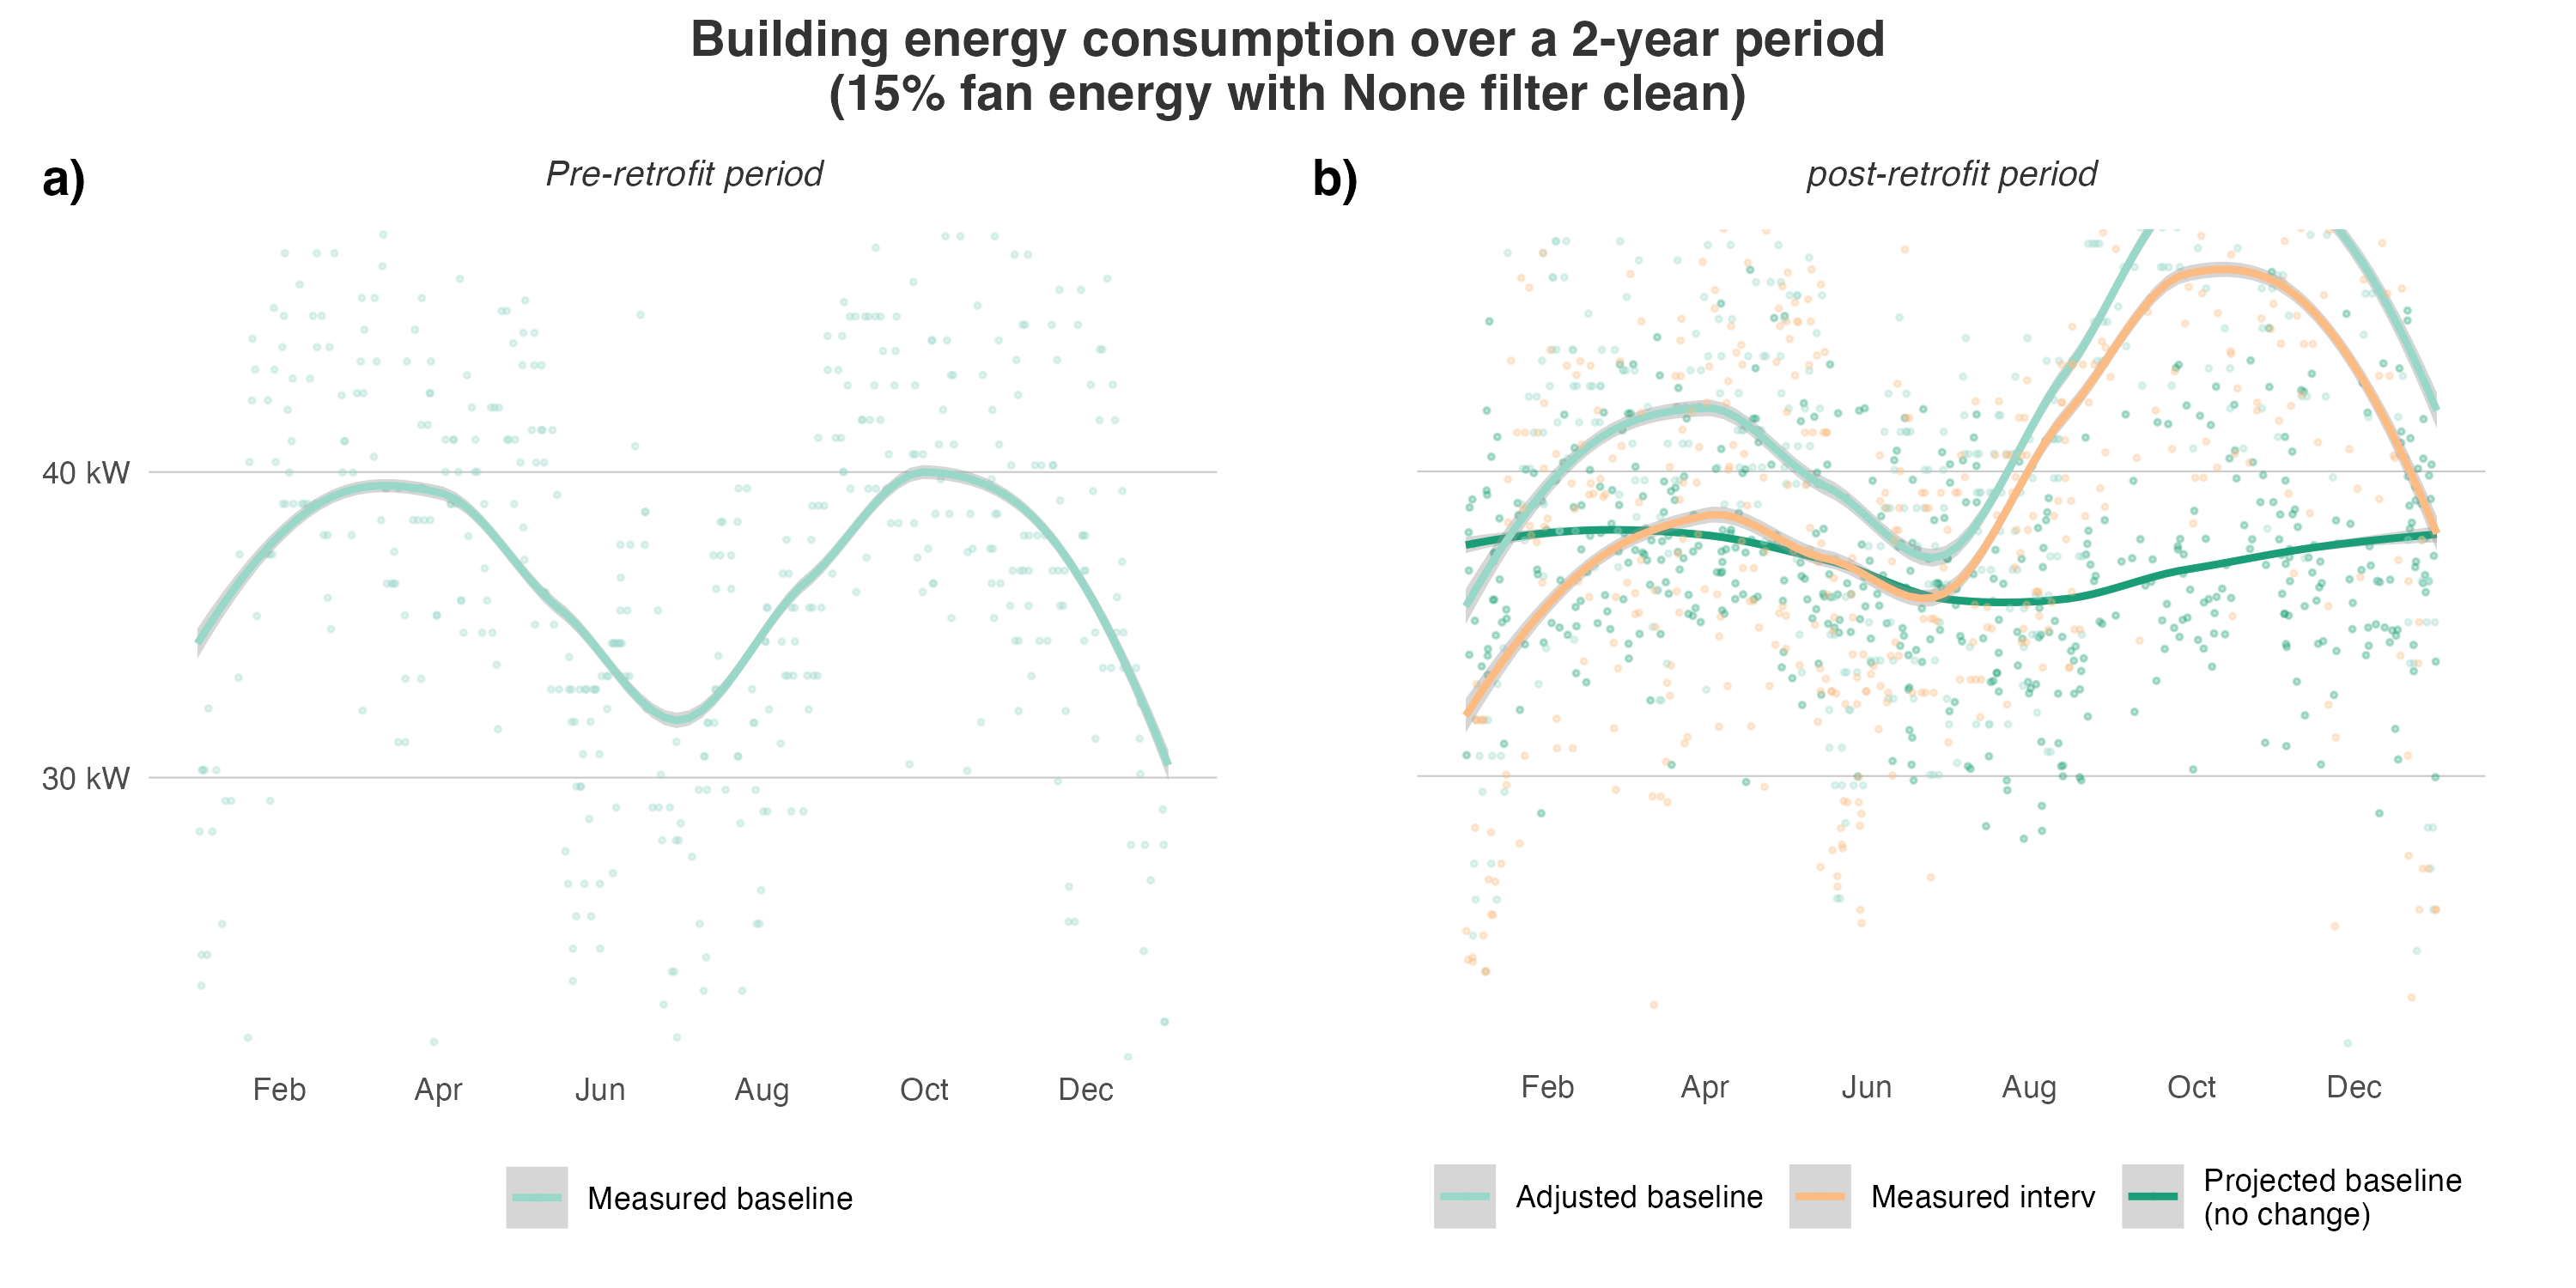 Building energy consumption over a 2-year period
(15% fan energy with None filter clean)
a)
Pre-retrofit period
40 kW
30 kW
Feb Apr Jun Aug Oct Dec
Measured baseline
b)
post-retrofit period
Feb Apr Jun Aug Oct Dec
Adjusted baseline
Measured interv
Projected baseline
(no change)